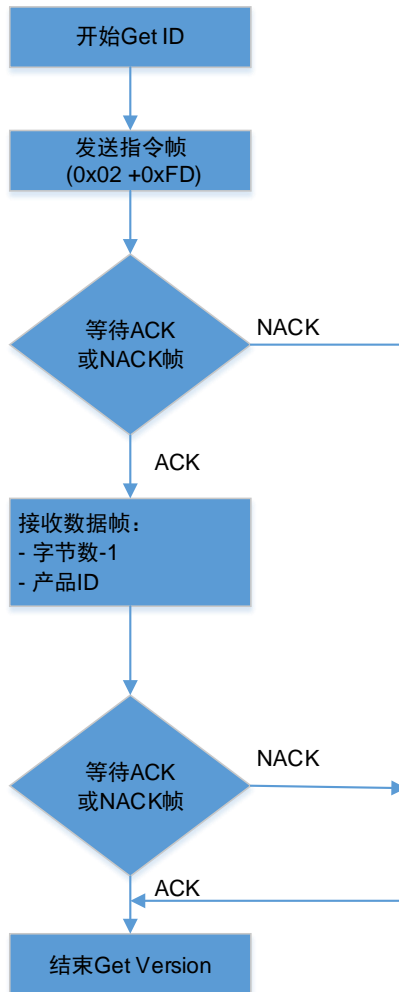 开始Get ID
发送指令帧
(0x02 +0xFD)
等待ACK
或NACK帧
NACK
ACK
接收数据帧：
- 字节数-1
- 产品ID
等待ACK
或NACK帧
NACK
ACK
结束Get Version